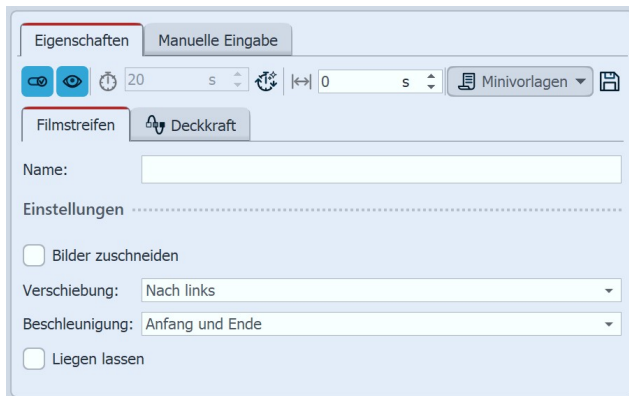 Eigenschaften Manuelle Eingabe
20 s 0 s Minivorlagen
Filmstreifen Deckkraft
Name:
Einstellungen
Bilder zuschneiden
Verschiebung: Nach links
Beschleunigung: Anfang und Ende
Liegen lassen